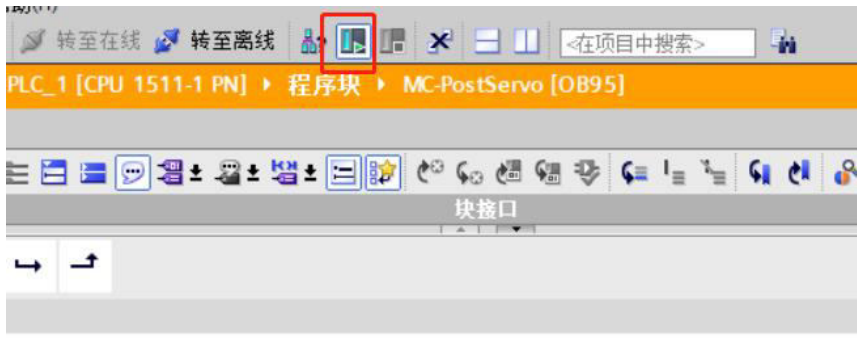 转至在线 转至离线 <在项目中搜索>
PLC_1 [CPU 1511-1 PN] 程序块 MC-PostServo [OB95]
块接口